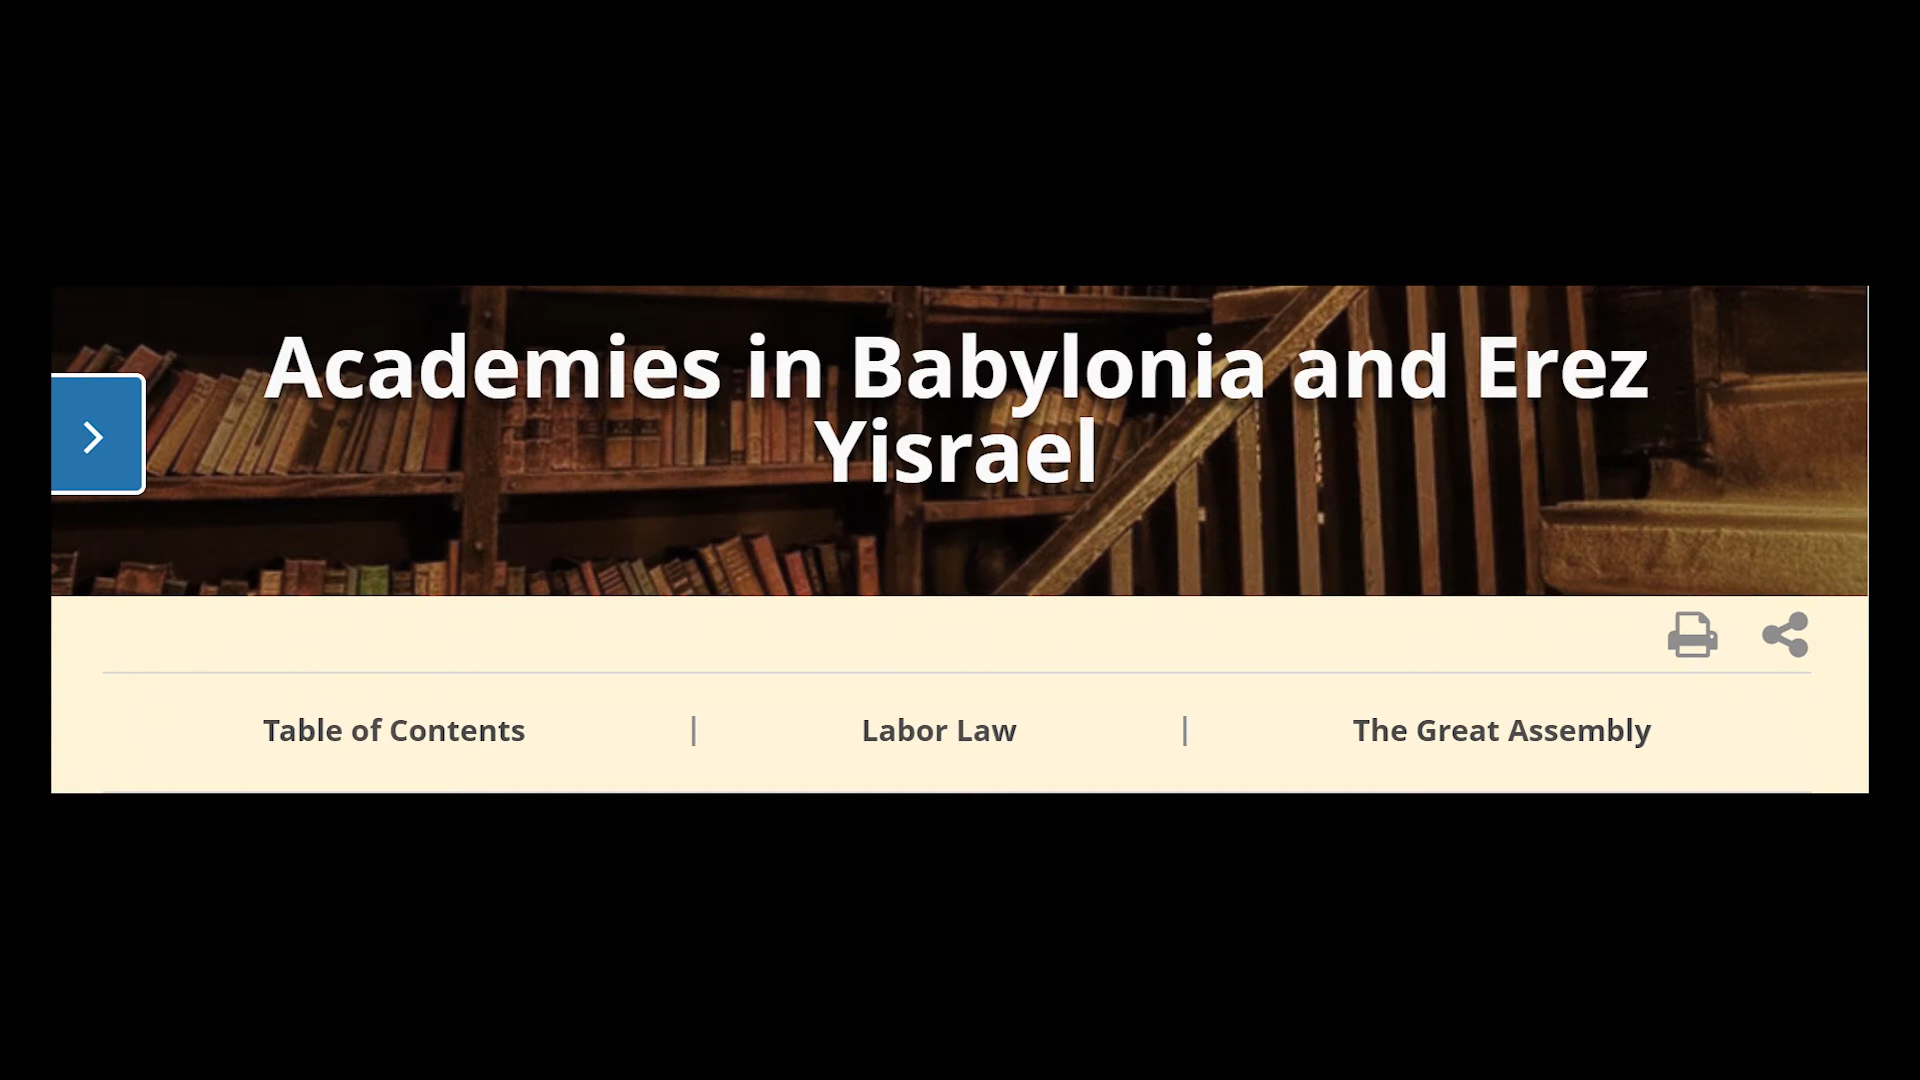 Academies in Babylonia and Erez
Yisrael
Table of Contents | Labor Law | The Great Assembly